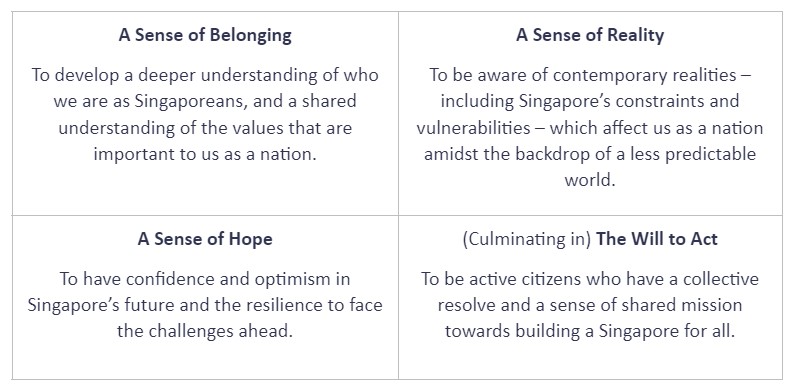 A Sense of Belonging
To develop a deeper understanding of who
we are as Singaporeans, and a shared
understanding of the values that are
important to us as a nation.
A Sense of Reality
To be aware of contemporary realities –
including Singapore’s constraints and
vulnerabilities – which affect us as a nation
amidst the backdrop of a less predictable
world.
A Sense of Hope
To have confidence and optimism in
Singapore’s future and the resilience to face
the challenges ahead.
(Culminating in) The Will to Act
To be active citizens who have a collective
resolve and a sense of shared mission
towards building a Singapore for all.